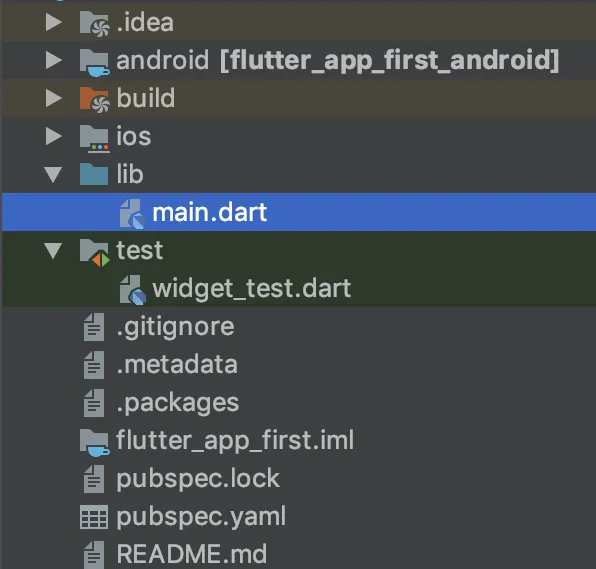 .idea
android [flutter_app_first_android]
build
ios
lib
main.dart
test
widget_test.dart
.gitignore
.metadata
.packages
flutter_app_first.iml
pubspec.lock
pubspec.yaml
README.md